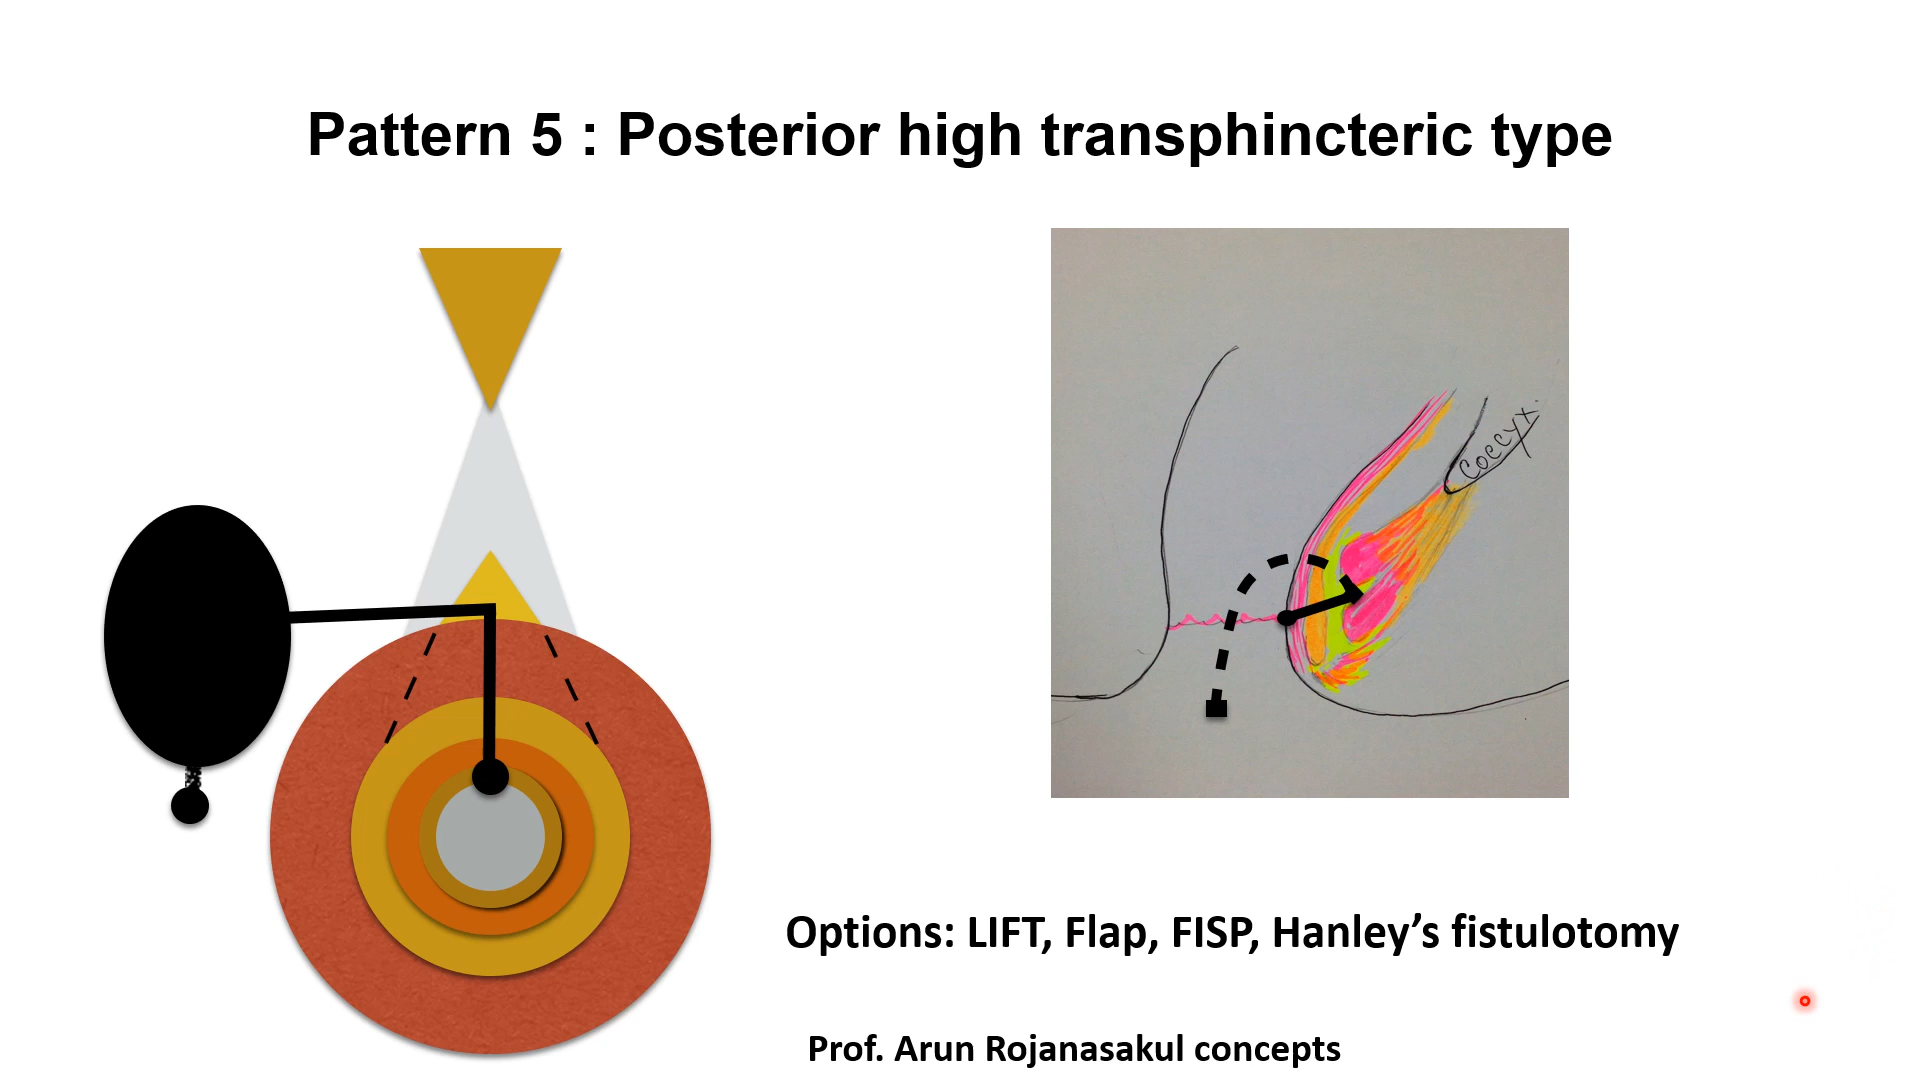 Pattern 5 : Posterior high transphincteric type
Coccyx.
Options: LIFT, Flap, FISP, Hanley’s fistulotomy
Prof. Arun Rojanasakul concepts